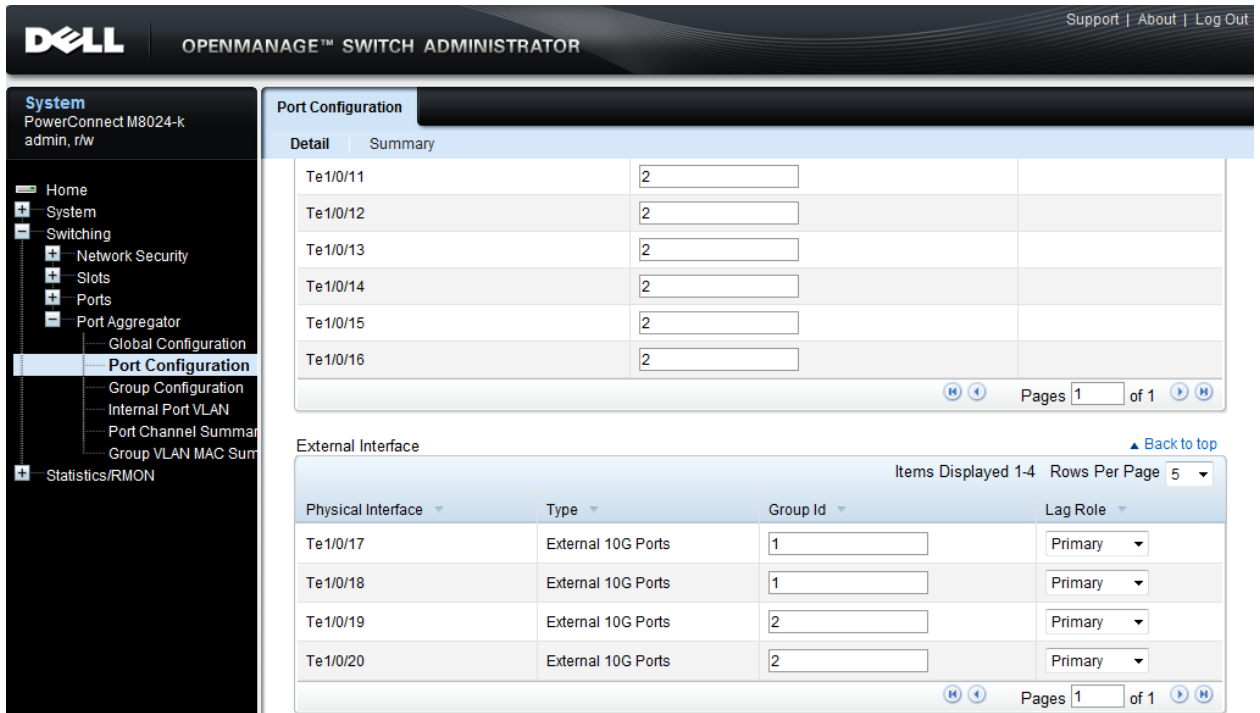 Support | About | Log Out
DELL
OPENMANAGE™ SWITCH ADMINISTRATOR
System
PowerConnect M8024-k
admin, r/w
Home
System
Switching
Network Security
Slots
Ports
Port Aggregator
Global Configuration
Port Configuration
Group Configuration
Internal Port VLAN
Port Channel Summar
Group VLAN MAC Sum
Statistics/RMON
Port Configuration
Detail Summary
Te1/0/11 2
Te1/0/12 2
Te1/0/13 2
Te1/0/14 2
Te1/0/15 2
Te1/0/16 2
Pages 1 of 1
External Interface Back to top
Items Displayed 1-4 Rows Per Page 5
Physical Interface Type Group Id Lag Role
Te1/0/17 External 10G Ports 1 Primary
Te1/0/18 External 10G Ports 1 Primary
Te1/0/19 External 10G Ports 2 Primary
Te1/0/20 External 10G Ports 2 Primary
Pages 1 of 1